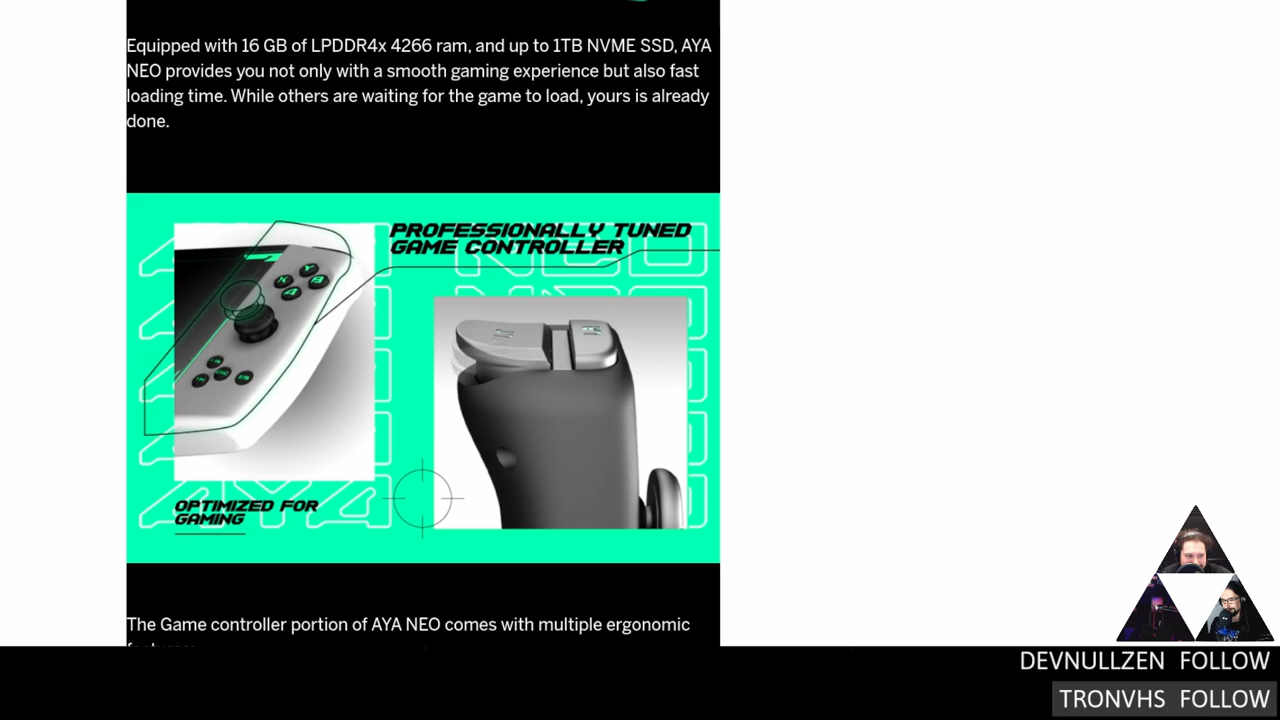 Equipped with 16 GB of LPDDR4x 4266 ram, and up to 1TB NVME SSD, AYA
NEO provides you not only with a smooth gaming experience but also fast
loading time. While others are waiting for the game to load, yours is already
done.
PROFESSIONALLY TUNED
GAME CONTROLLER
NEO
Y
X
B
A
OPTIMIZED FOR
GAMING
AYA
The Game controller portion of AYA NEO comes with multiple ergonomic
DEVNULLZEN FOLLOW
TRONVHS FOLLOW